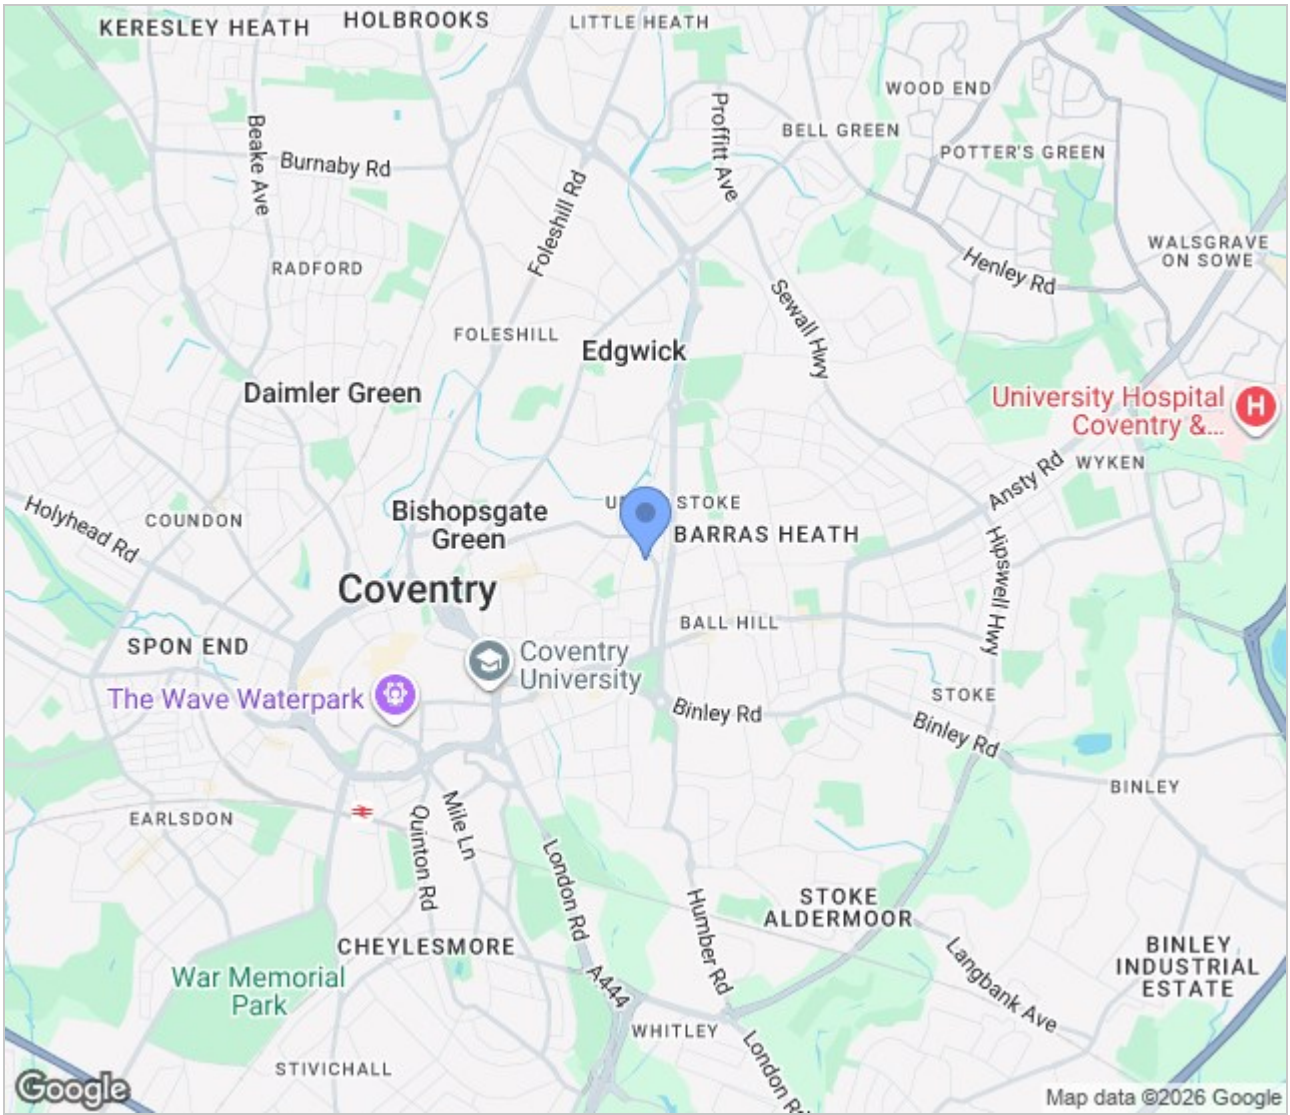 KERESLEY HEATH
HOLBROOKS
LITTLE HEATH
WOOD END
BELL GREEN
POTTER'S GREEN
Beake Ave
Burnaby Rd
Proffitt Ave
Foleshill Rd
WALSGRAVE
ON SOWE
Henley Rd
RADFORD
Sewall Hwy
FOLESHILL
Edgwick
Daimler Green
University Hospital
Coventry &...
WYKEN
Ansty Rd
Holyhead Rd
COUNDON
Bishopsgate
Green
STOKE
BARRAS HEATH
Hipswell Hwy
Coventry
BALL HILL
SPON END
Coventry
University
The Wave Waterpark
STOKE
Binley Rd
Binley Rd
BINLEY
EARLSDON
Mile Ln
Quinton Rd
London Rd
STOKE
ALDERMOOR
Humber Rd
CHEYLESMORE
Langbank Ave
BINLEY
INDUSTRIAL
ESTATE
War Memorial
Park
A444
WHITLEY
London Rd
STIVICHALL
Google
Map data ©2026 Google